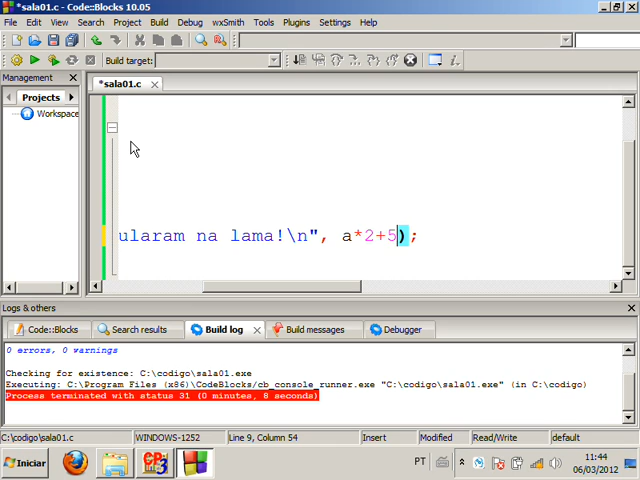 *sala01.c - Code::Blocks 10.05
File Edit View Search Project Build Debug wxSmith Tools Plugins Settings Help
Build target:
Management
Projects
Workspace
*sala01.c
ularam na lama!\n", a*2+5);
Logs & others
Code::Blocks Search results Build log Build messages Debugger
0 errors, 0 warnings
Checking for existence: C:\codigo\sala01.exe
Executing: C:\Program Files (x86)\CodeBlocks/cb_console_runner.exe "C:\codigo\sala01.exe" (in C:\codigo)
Process terminated with status 31 (0 minutes, 8 seconds)
C:\codigo\sala01.c WINDOWS-1252 Line 9, Column 54 Insert Modified Read/Write default
Iniciar PT 11:44
06/03/2012